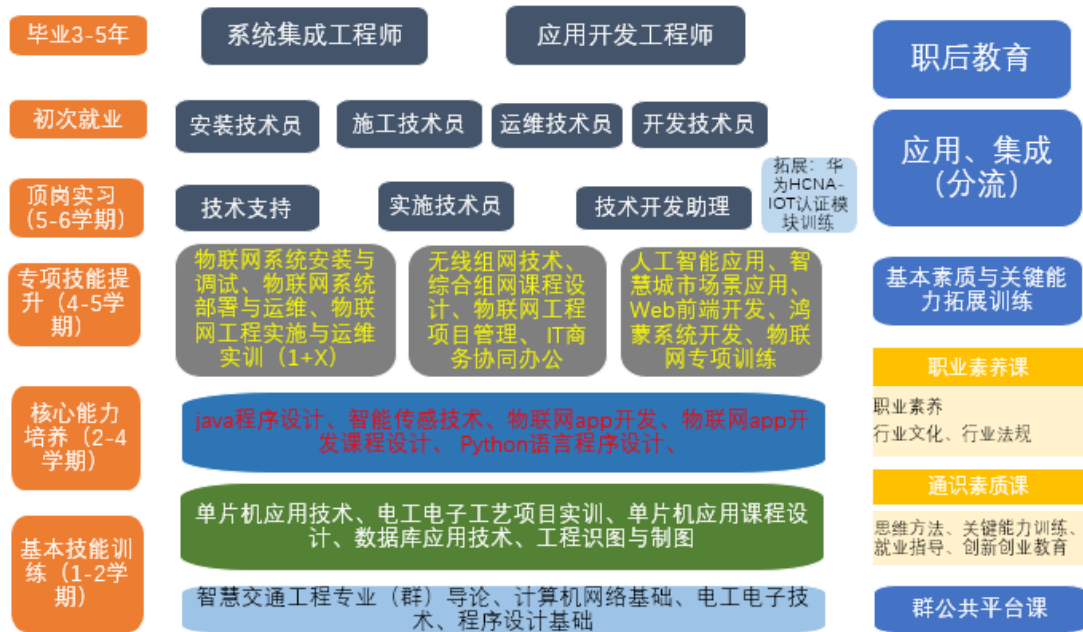 毕业3-5年
系统集成工程师
应用开发工程师
职后教育
初次就业
安装技术员
施工技术员
运维技术员
开发技术员
应用、集成
（分流）
顶岗实习
（5-6学期）
技术支持
实施技术员
技术开发助理
拓展：华
为HCNA-
IOT认证模
块训练
专项技能提
升（4-5学
期）
物联网系统安装与
调试、物联网系统
部署与运维、物联
网工程实施与运维
实训（1+X）
无线组网技术、
综合组网课程设
计、物联网工程
项目管理、 IT商
务协同办公
人工智能应用、智
慧城市场景应用、
Web前端开发、鸿
蒙系统开发、物联
网专项训练
基本素质与关键能
力拓展训练
核心能力
培养（2-4
学期）
java程序设计、智能传感技术、物联网app开发、物联网app开
发课程设计、 Python语言程序设计、
职业素养课
职业素养
行业文化、行业法规
基本技能训
练（1-2学
期）
单片机应用技术、电工电子工艺项目实训、单片机应用课程设
计、数据库应用技术、工程识图与制图
通识素质课
思维方法、关键能力训练、
就业指导、创新创业教育
智慧交通工程专业（群）导论、计算机网络基础、电工电子技
术、程序设计基础
群公共平台课